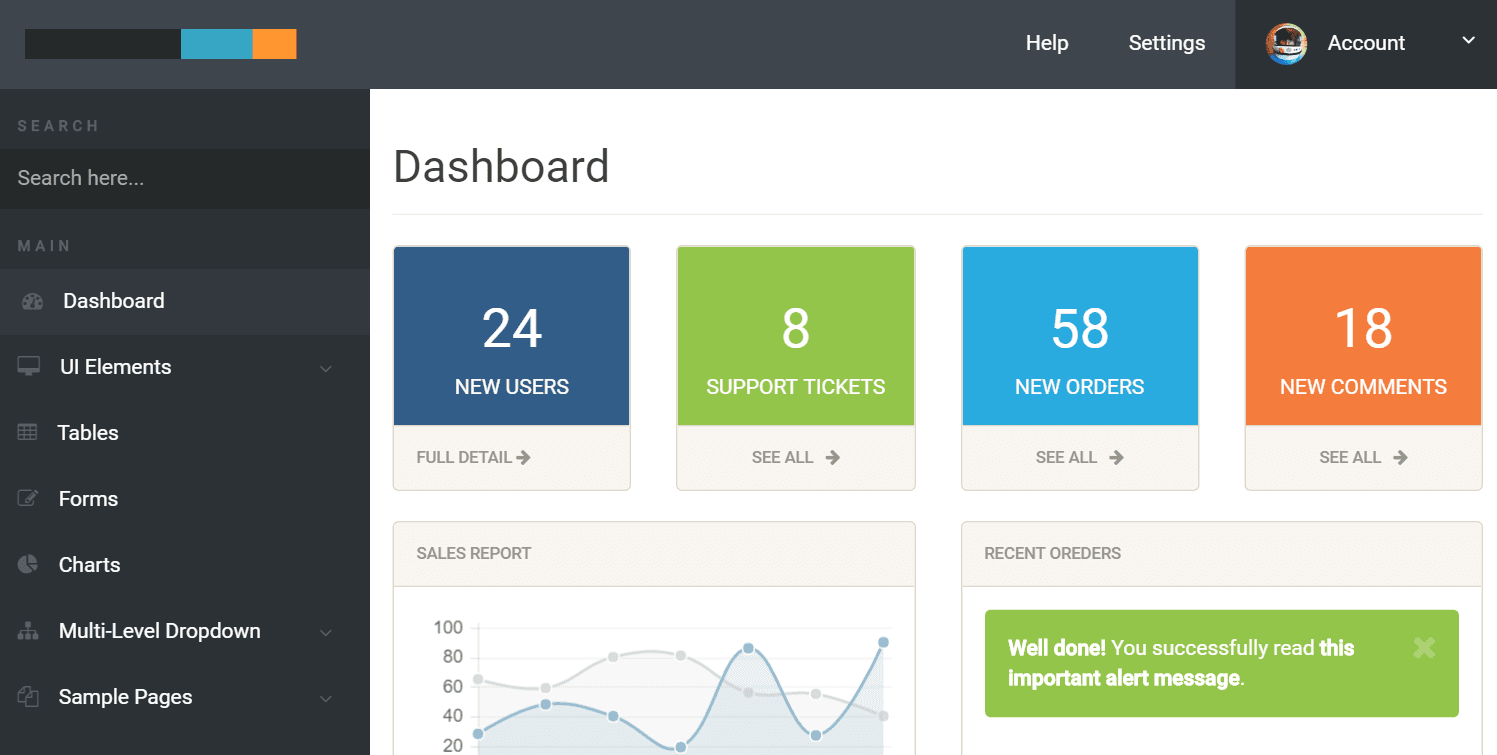 Help Settings Account
SEARCH
Search here...
MAIN
Dashboard
UI Elements
Tables
Forms
Charts
Multi-Level Dropdown
Sample Pages
Dashboard
24
NEW USERS
FULL DETAIL
8
SUPPORT TICKETS
SEE ALL
58
NEW ORDERS
SEE ALL
18
NEW COMMENTS
SEE ALL
SALES REPORT
100
80
60
40
20
RECENT OREDERS
Well done! You successfully read this
important alert message.